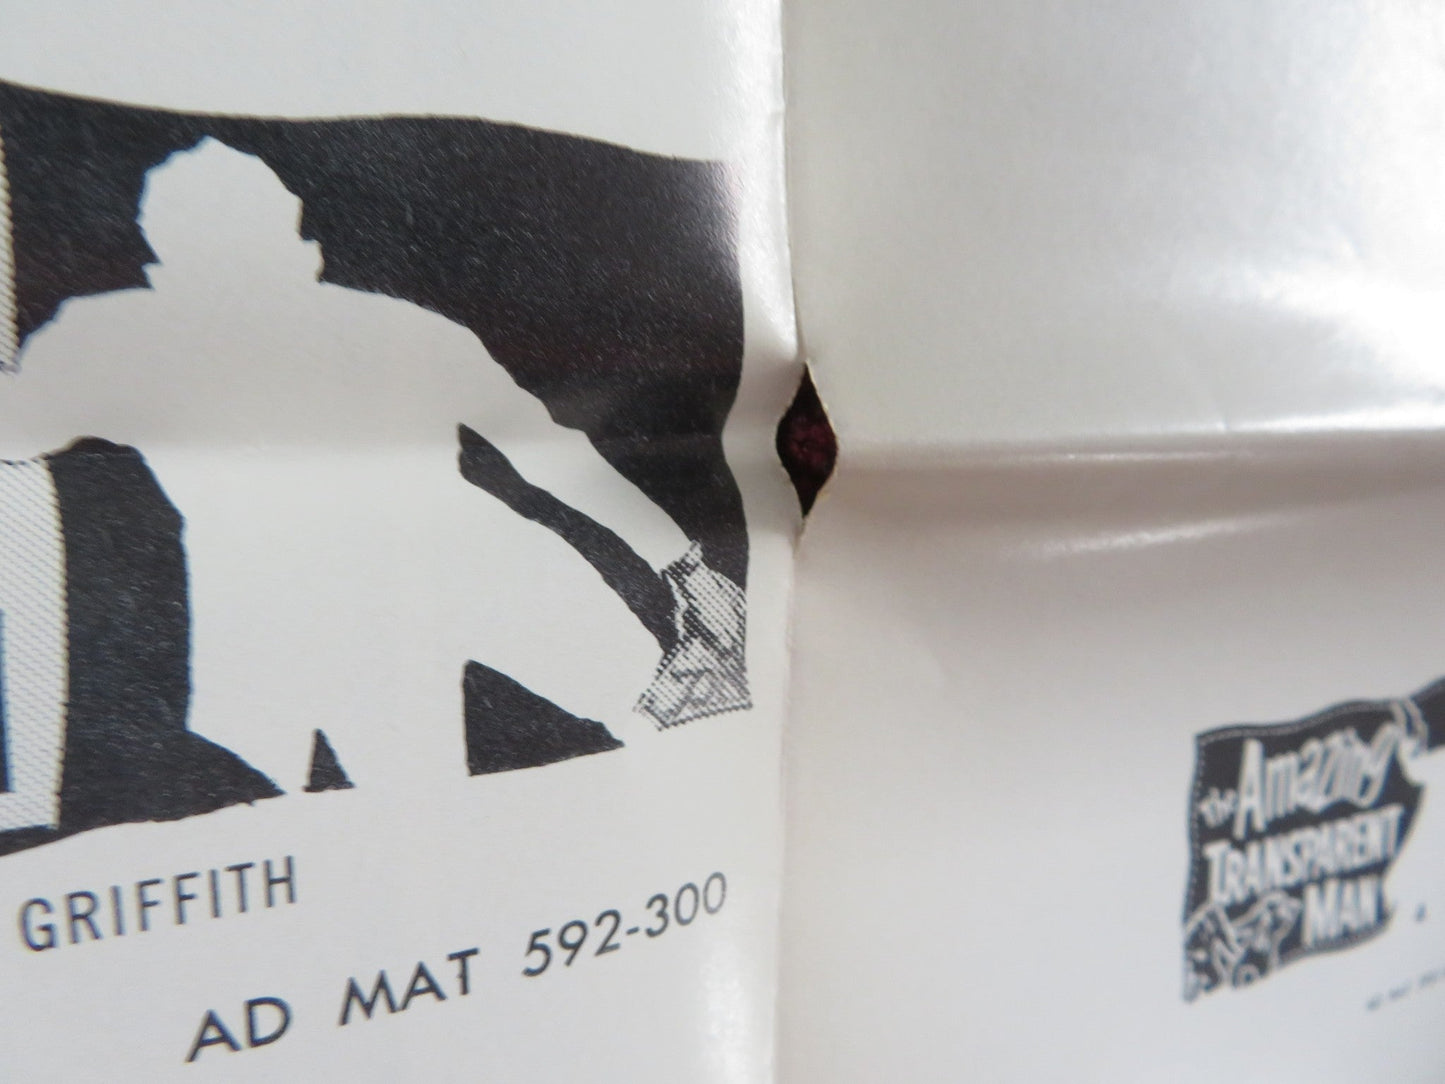 GRIFFITH
AD MAT 592-300
the Amazing
TRANSPARENT
MAN